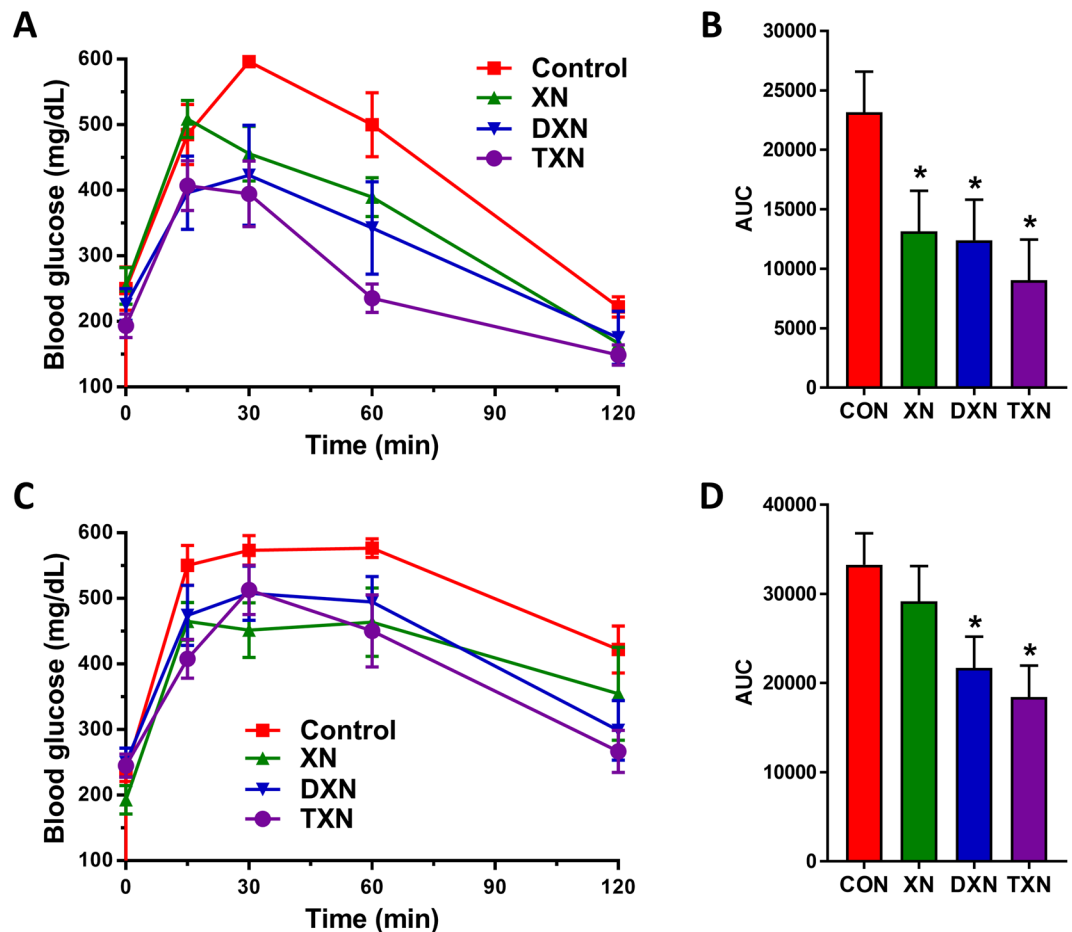 A
Blood glucose (mg/dL)
600
500
400
300
200
100
0
30
60
90
120
Time (min)
Control
XN
DXN
TXN
B
AUC
30000
25000
20000
15000
10000
5000
0
*
*
*
CON
XN
DXN
TXN
C
Blood glucose (mg/dL)
600
500
400
300
200
100
0
30
60
90
120
Time (min)
Control
XN
DXN
TXN
D
AUC
40000
30000
20000
10000
0
*
*
CON
XN
DXN
TXN